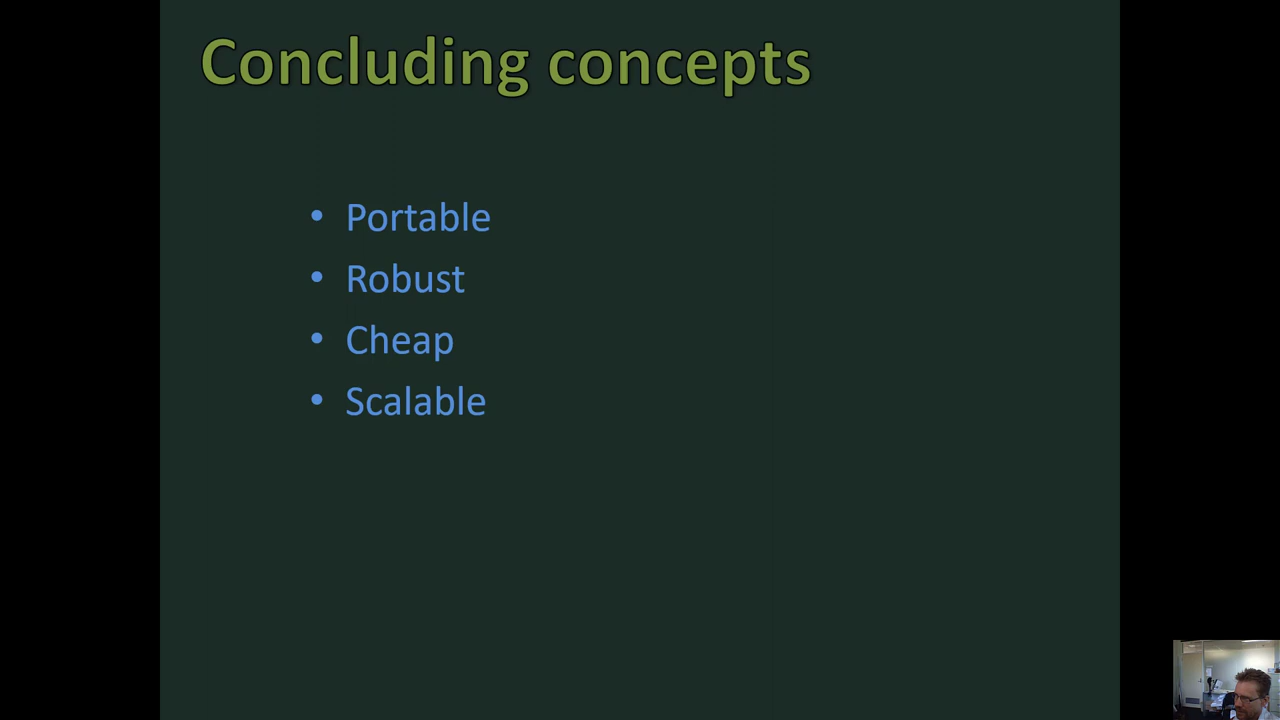 Concluding concepts
• Portable
• Robust
• Cheap
• Scalable